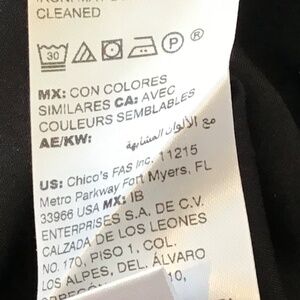 CLEANED
30 P ®
MX: CON COLORES
SIMILARES CA: AVEC
COULEURS SEMBLABLES
AE/KW: مع الألوان المشابهة
US: Chico's FAS Inc. 11215
Metro Parkway Fort Myers, FL
33966 USA MX: IB
ENTERPRISES S.A. DE C.V.
CALZADA DE LOS LEONES
NO. 170, PISO 1, COL.
LOS ALPES, DEL. ÁLVARO
10,